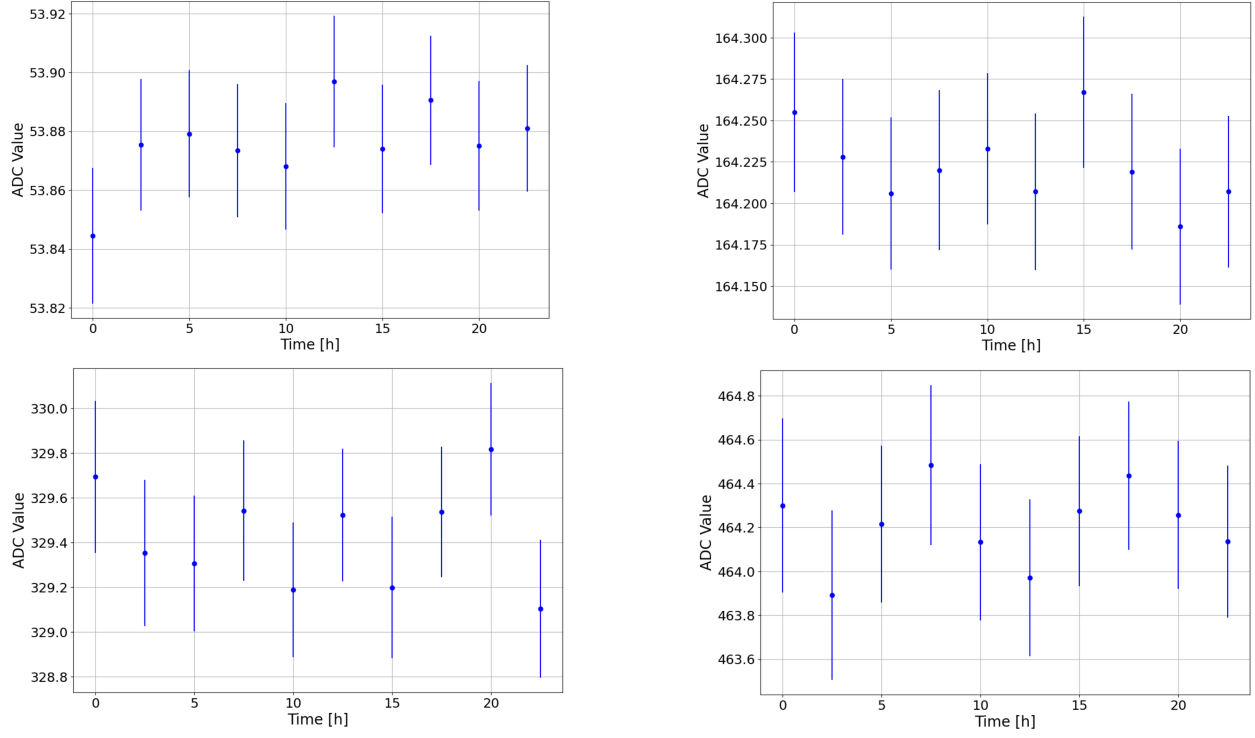 53.92
53.90
53.88
53.86
53.84
53.82
ADC Value
0 5 10 15 20
Time [h]
164.300
164.275
164.250
164.225
164.200
164.175
164.150
ADC Value
0 5 10 15 20
Time [h]
330.0
329.8
329.6
329.4
329.2
329.0
328.8
ADC Value
0 5 10 15 20
Time [h]
464.8
464.6
464.4
464.2
464.0
463.8
463.6
ADC Value
0 5 10 15 20
Time [h]